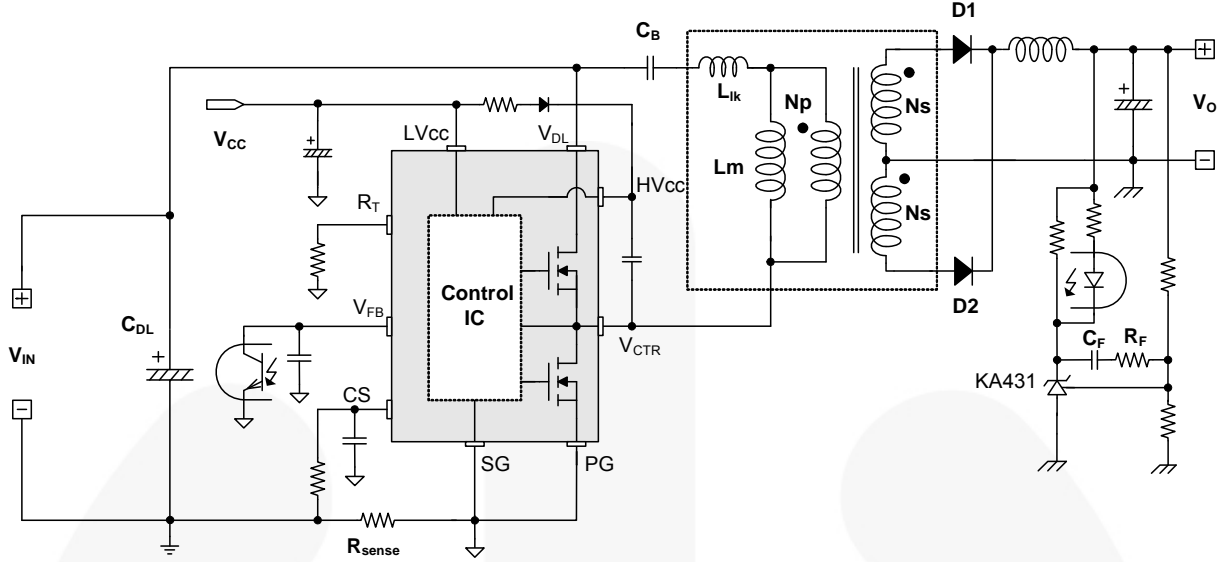 D1
C_B
L_lk
Np
Ns
V_O
V_CC
LVcc
V_DL
HVcc
Lm
R_T
Ns
Control
IC
D2
V_FB
V_CTR
C_DL
V_IN
C_F
R_F
KA431
CS
SG
PG
R_sense